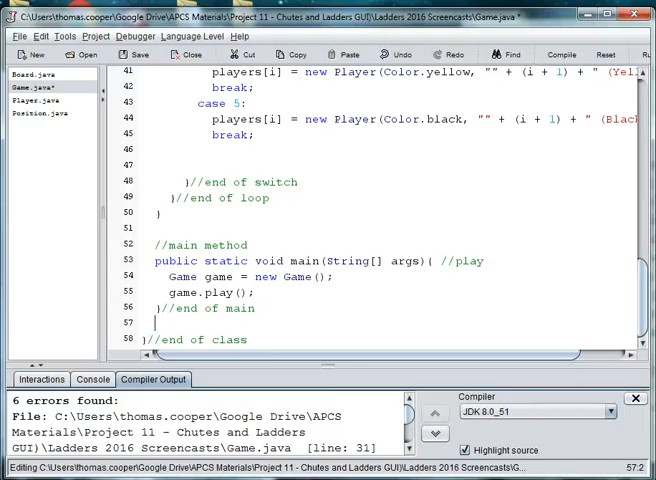 C:\Users\thomas.cooper\Google Drive\APCS Materials\Project 11 - Chutes and Ladders GUI\Ladders 2016 Screencasts\Game.java *
File Edit Tools Project Debugger Language Level Help
New Open Save Close Cut Copy Paste Undo Redo Find Compile Reset Ru
Board.java
Game.java*
Player.java
Position.java
41 players[i] = new Player(Color.yellow, "" + (i + 1) + " (Yel
42 break;
43 case 5:
44 players[i] = new Player(Color.black, "" + (i + 1) + " (Blac
45 break;
46
47
48 }//end of switch
49 }//end of loop
50 }
51
52 //main method
53 public static void main(String[] args){ //play
54 Game game = new Game();
55 game.play();
56 }//end of main
57
58 }//end of class
Interactions Console Compiler Output
6 errors found:
File: C:\Users\thomas.cooper\Google Drive\APCS
Materials\Project 11 - Chutes and Ladders
GUI\Ladders 2016 Screencasts\Game.java [line: 31]
Compiler
JDK 8.0_51
Highlight source
Editing C:\Users\thomas.cooper\Google Drive\APCS Materials\Project 11 - Chutes and Ladders GUI\Ladders 2016 Screencasts\G... 57:2